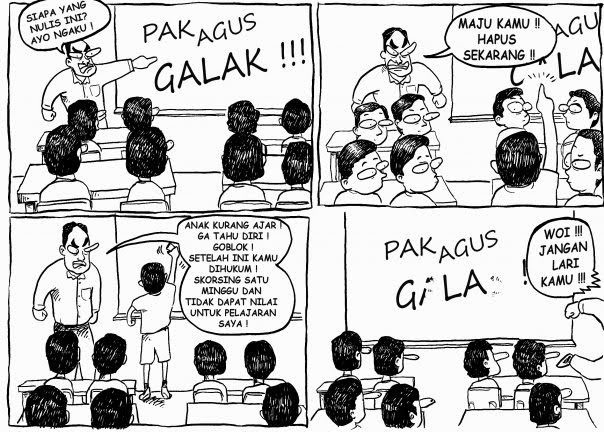 SIAPA YANG
NULIS INI?
AYO NGAKU !
PAK AGUS
GALAK !!!
MAJU KAMU !!
HAPUS
SEKARANG !!
AGU
LA
ANAK KURANG AJAR !
GA TAHU DIRI !
GOBLOK !
SETELAH INI KAMU
DIHUKUM !
SKORSING SATU
MINGGU DAN
TIDAK DAPAT NILAI
UNTUK PELAJARAN
SAYA !
PAK AGUS
GILA
!
WOI !!!
JANGAN
LARI
KAMU !!!